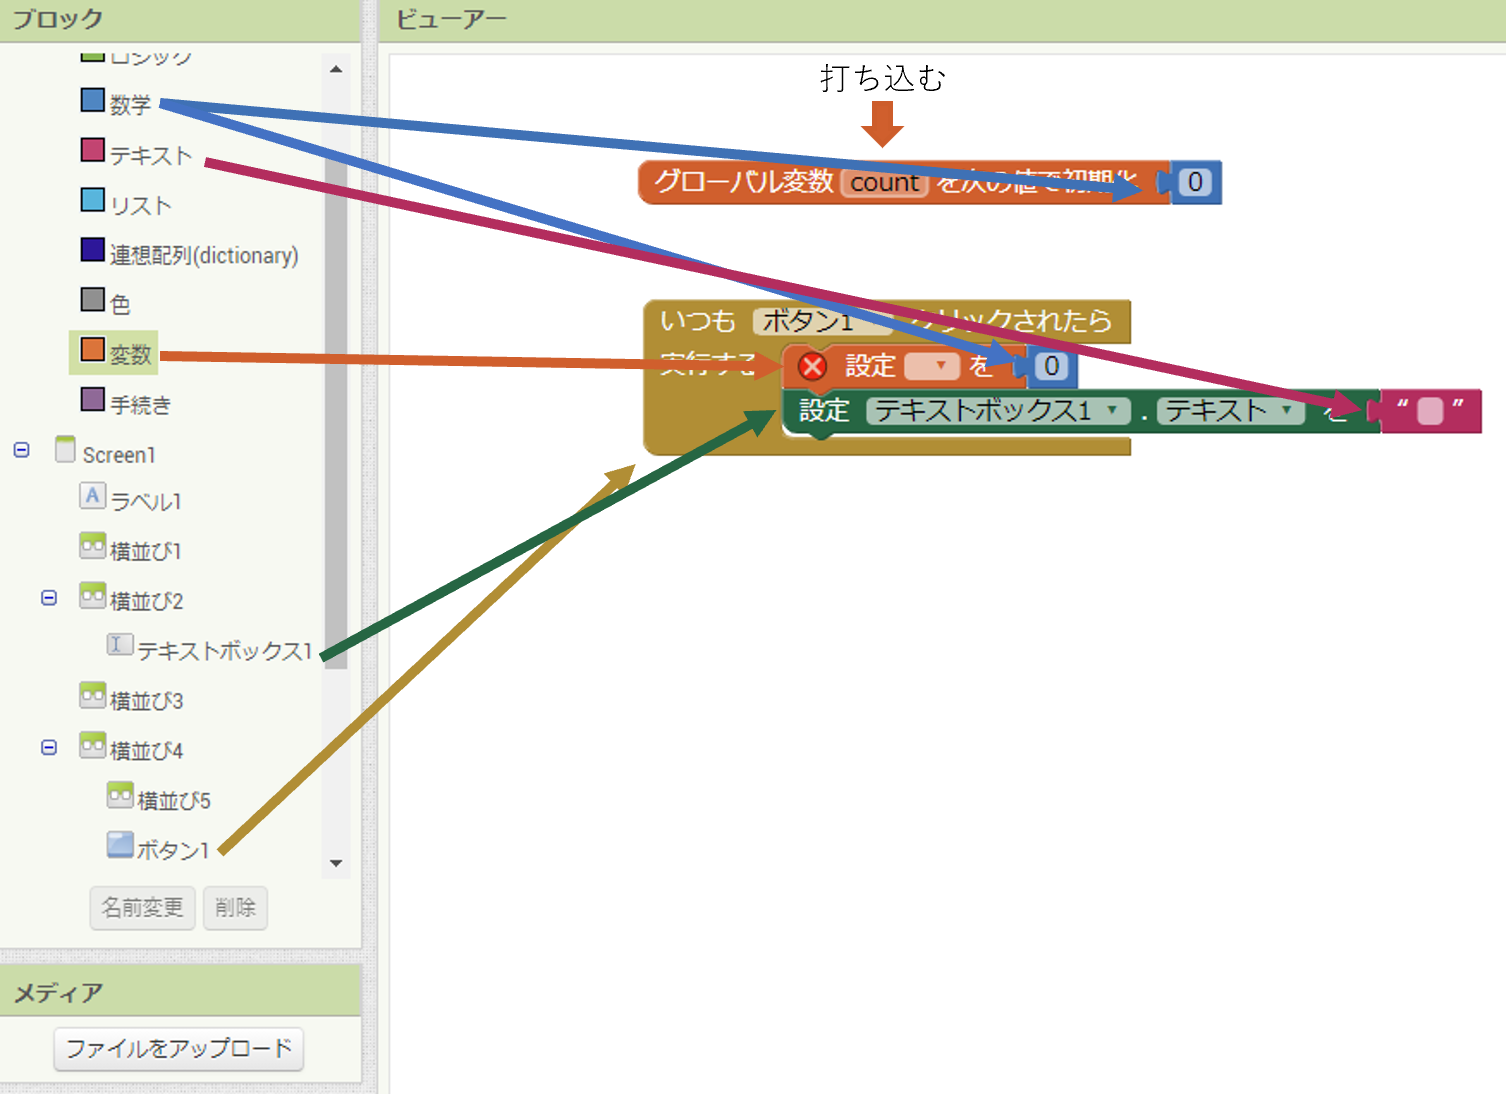 ブロック
ロジック
数学
テキスト
リスト
連想配列(dictionary)
色
変数
手続き
Screen1
ラベル1
横並び1
横並び2
テキストボックス1
横並び3
横並び4
横並び5
ボタン1
名前変更 削除
メディア
ファイルをアップロード
ビューアー
打ち込む
グローバル変数 count を次の値で初期化 0
いつも ボタン1 クリックされたら
実行する 設定 を 0
設定 テキストボックス1 . テキスト を “ ”